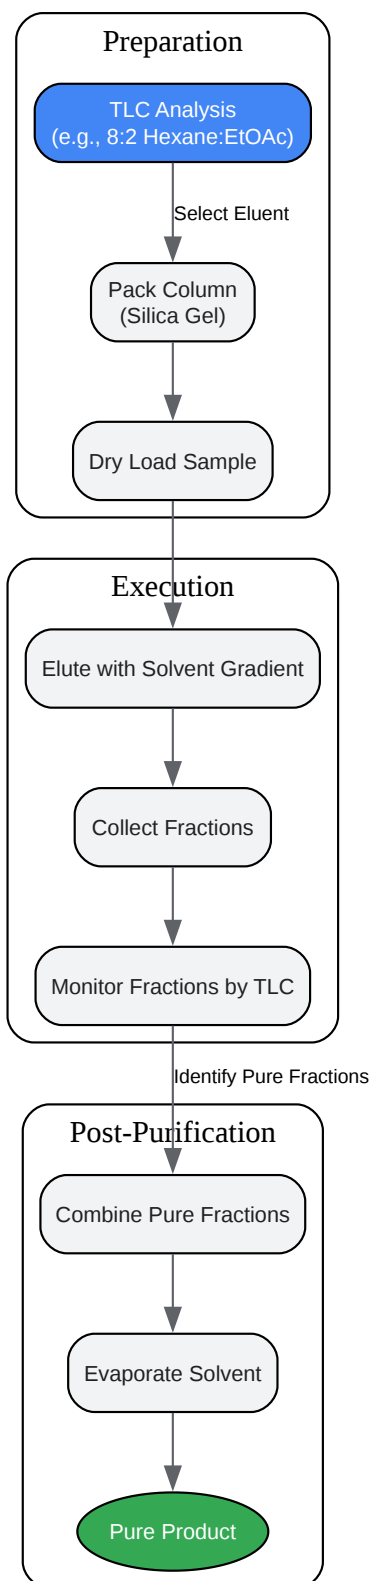 Preparation
TLC Analysis
(e.g., 8:2 Hexane:EtOAc)
Select Eluent
Pack Column
(Silica Gel)
Dry Load Sample
Execution
Elute with Solvent Gradient
Collect Fractions
Monitor Fractions by TLC
Identify Pure Fractions
Post-Purification
Combine Pure Fractions
Evaporate Solvent
Pure Product